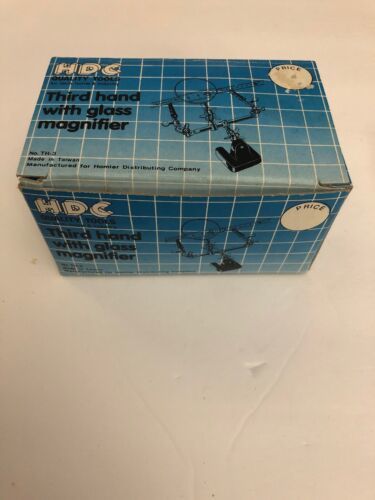 HDC
QUALITY TOOLS
Third hand
with glass
magnifier
No. TH-3
Made in Taiwan
Manufactured for Homier Distributing Company
PRICE
HDC
TOOLS
Third hand
with glass
magnifier
PRICE